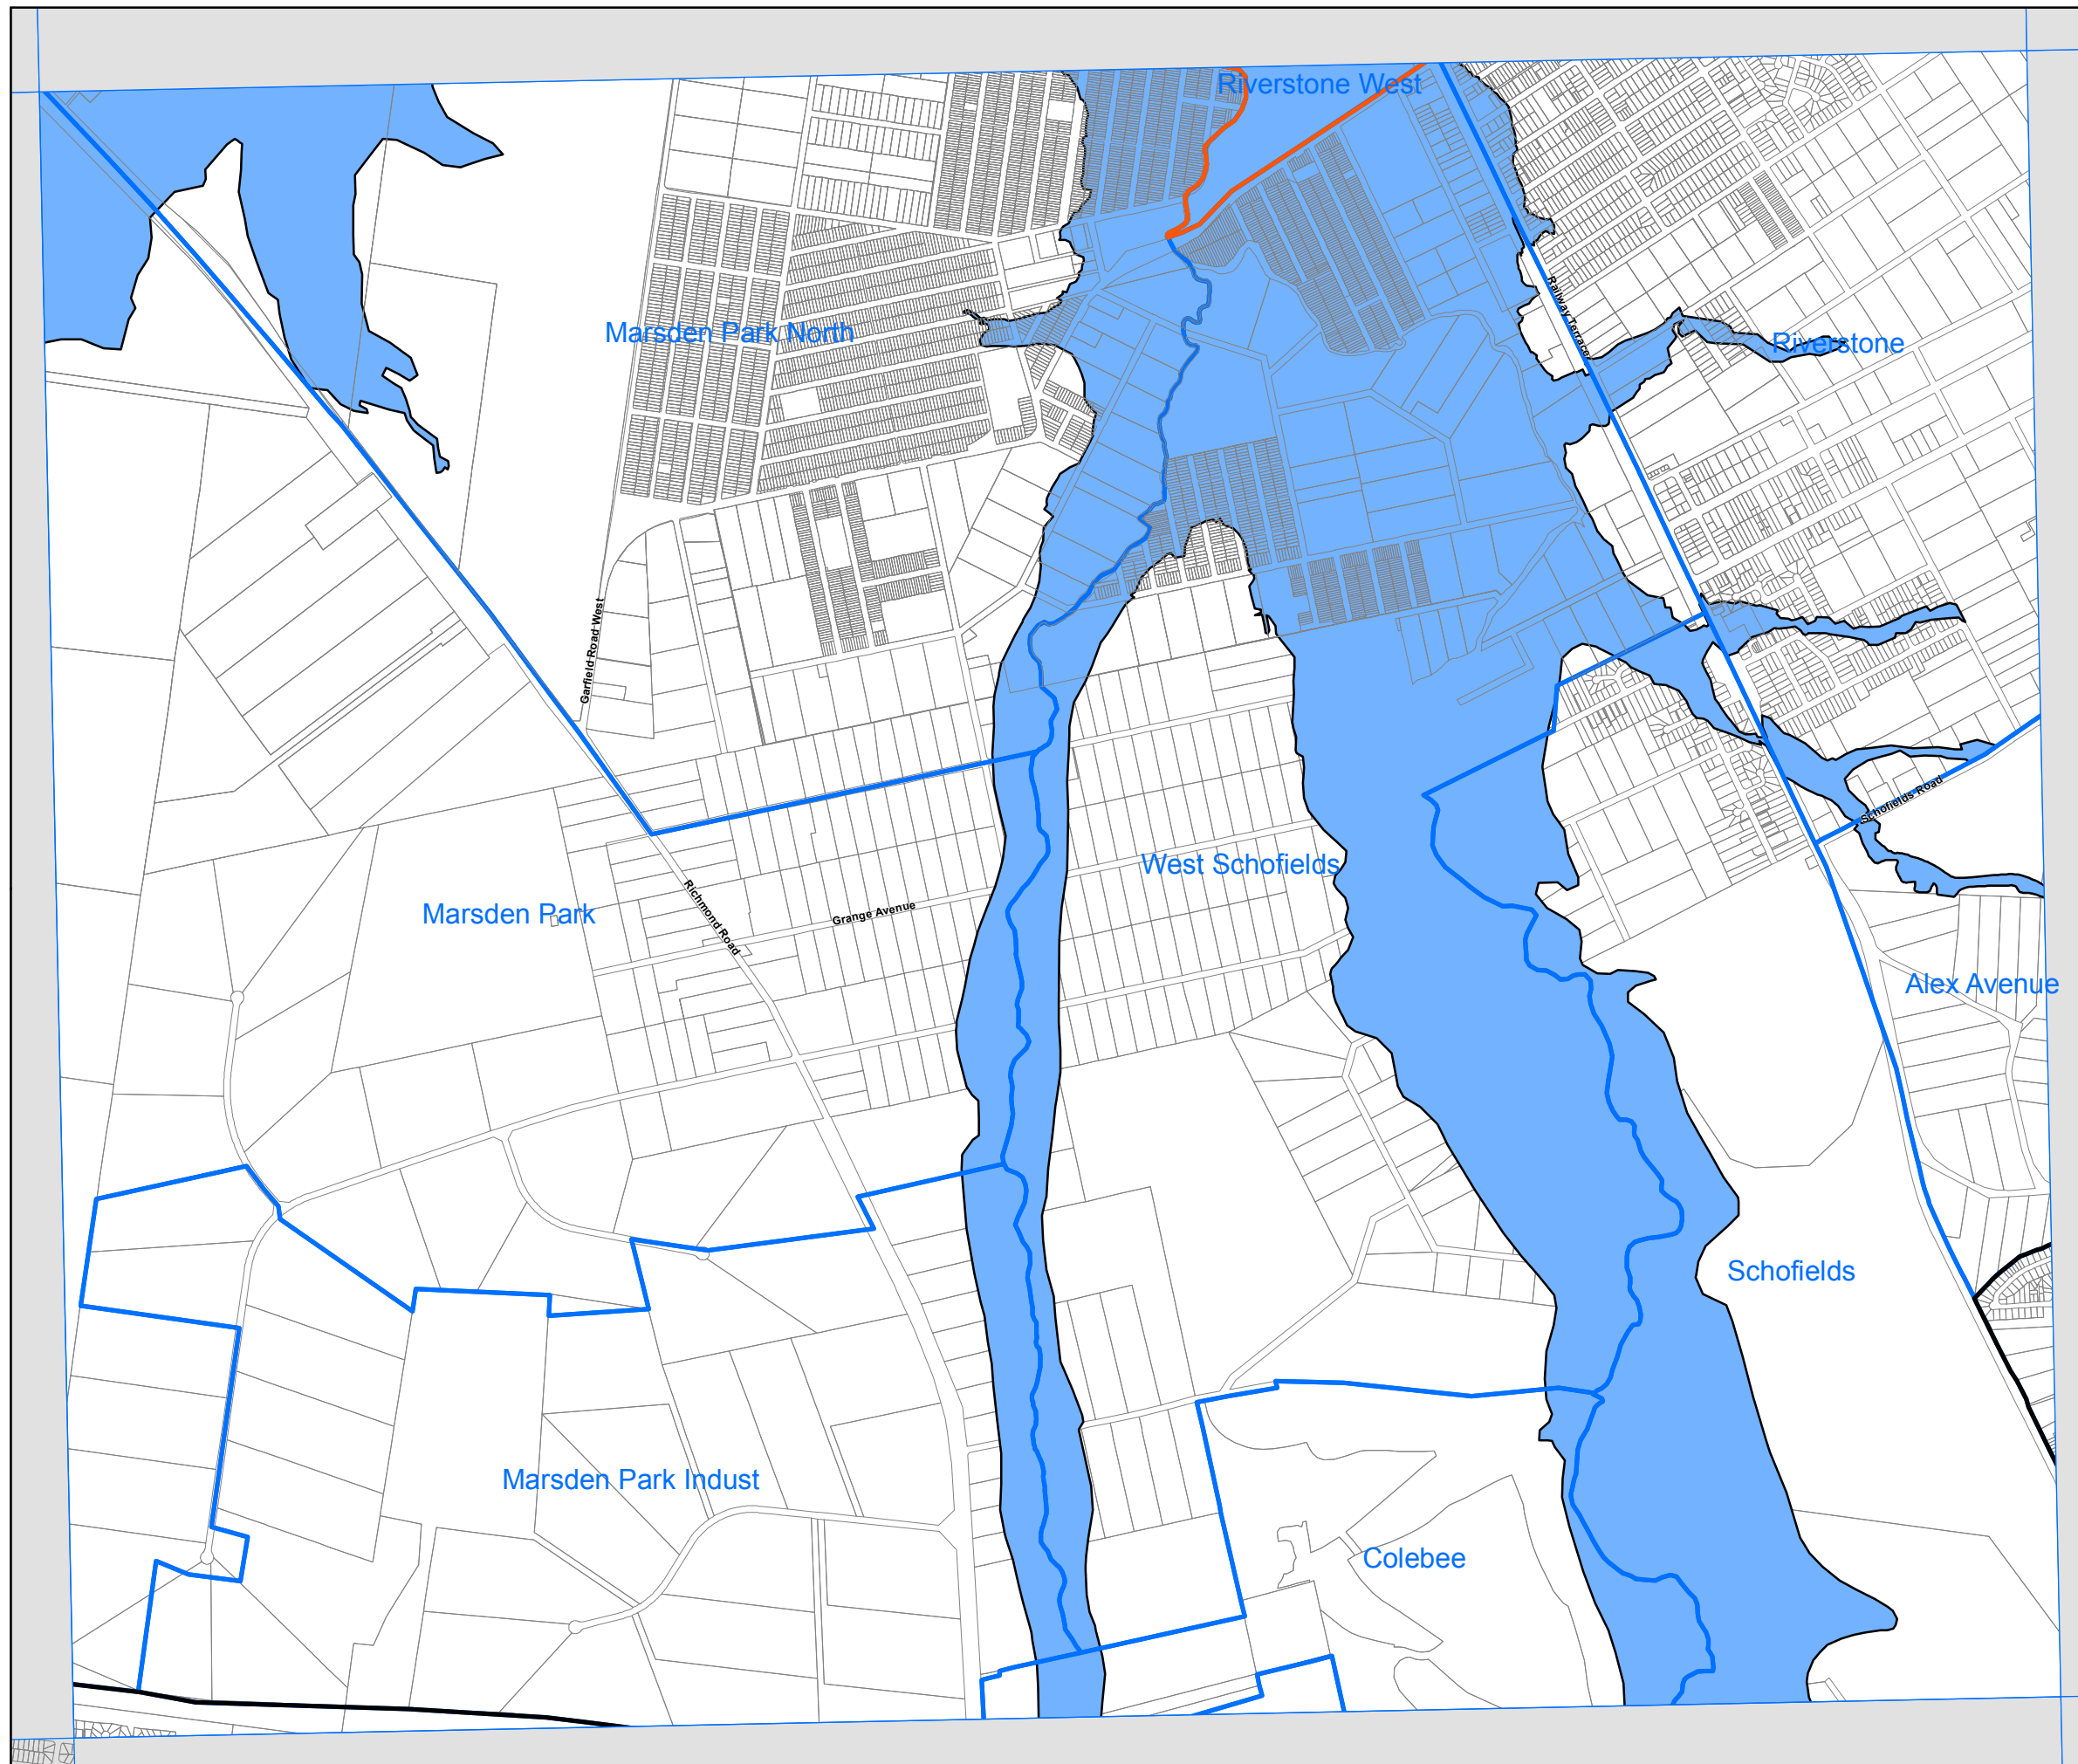 Riverstone West
Railway Terrace
Marsden Park North
Riverstone
Garfield Road West
Schofields Road
West Schofields
Marsden Park
Richmond Road
Grange Avenue
Alex Avenue
Schofields
Marsden Park Indust
Colebee